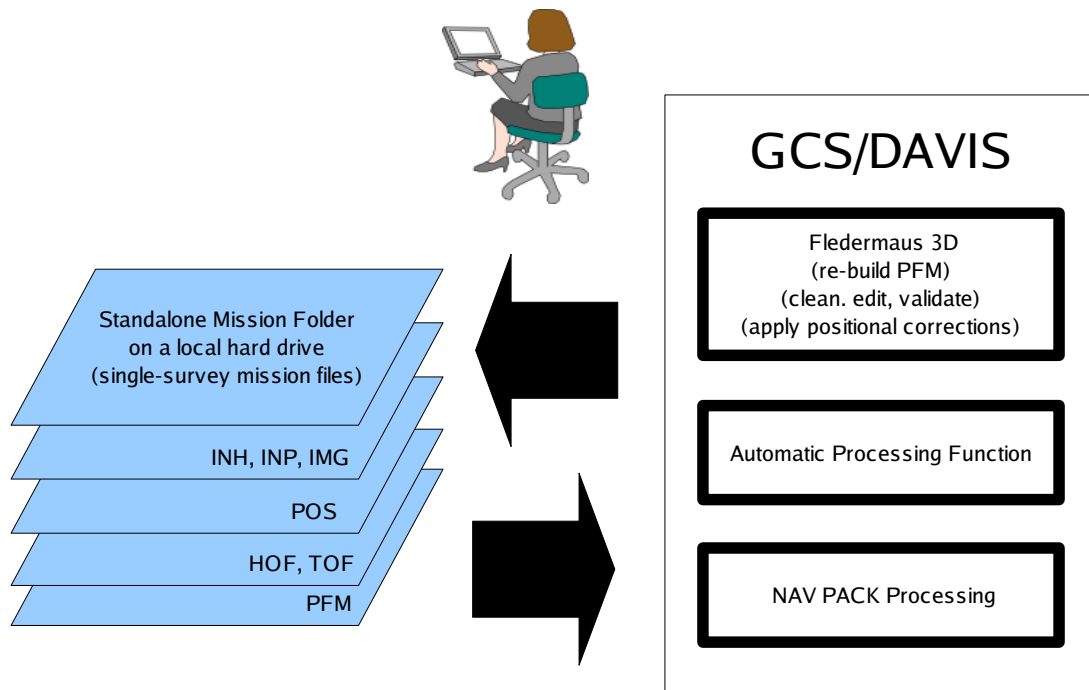 GCS/DAVIS
Fledermaus 3D
(re-build PFM)
(clean. edit, validate)
(apply positional corrections)
Automatic Processing Function
NAV PACK Processing
Standalone Mission Folder
on a local hard drive
(single-survey mission files)
INH, INP, IMG
POS
HOF, TOF
PFM